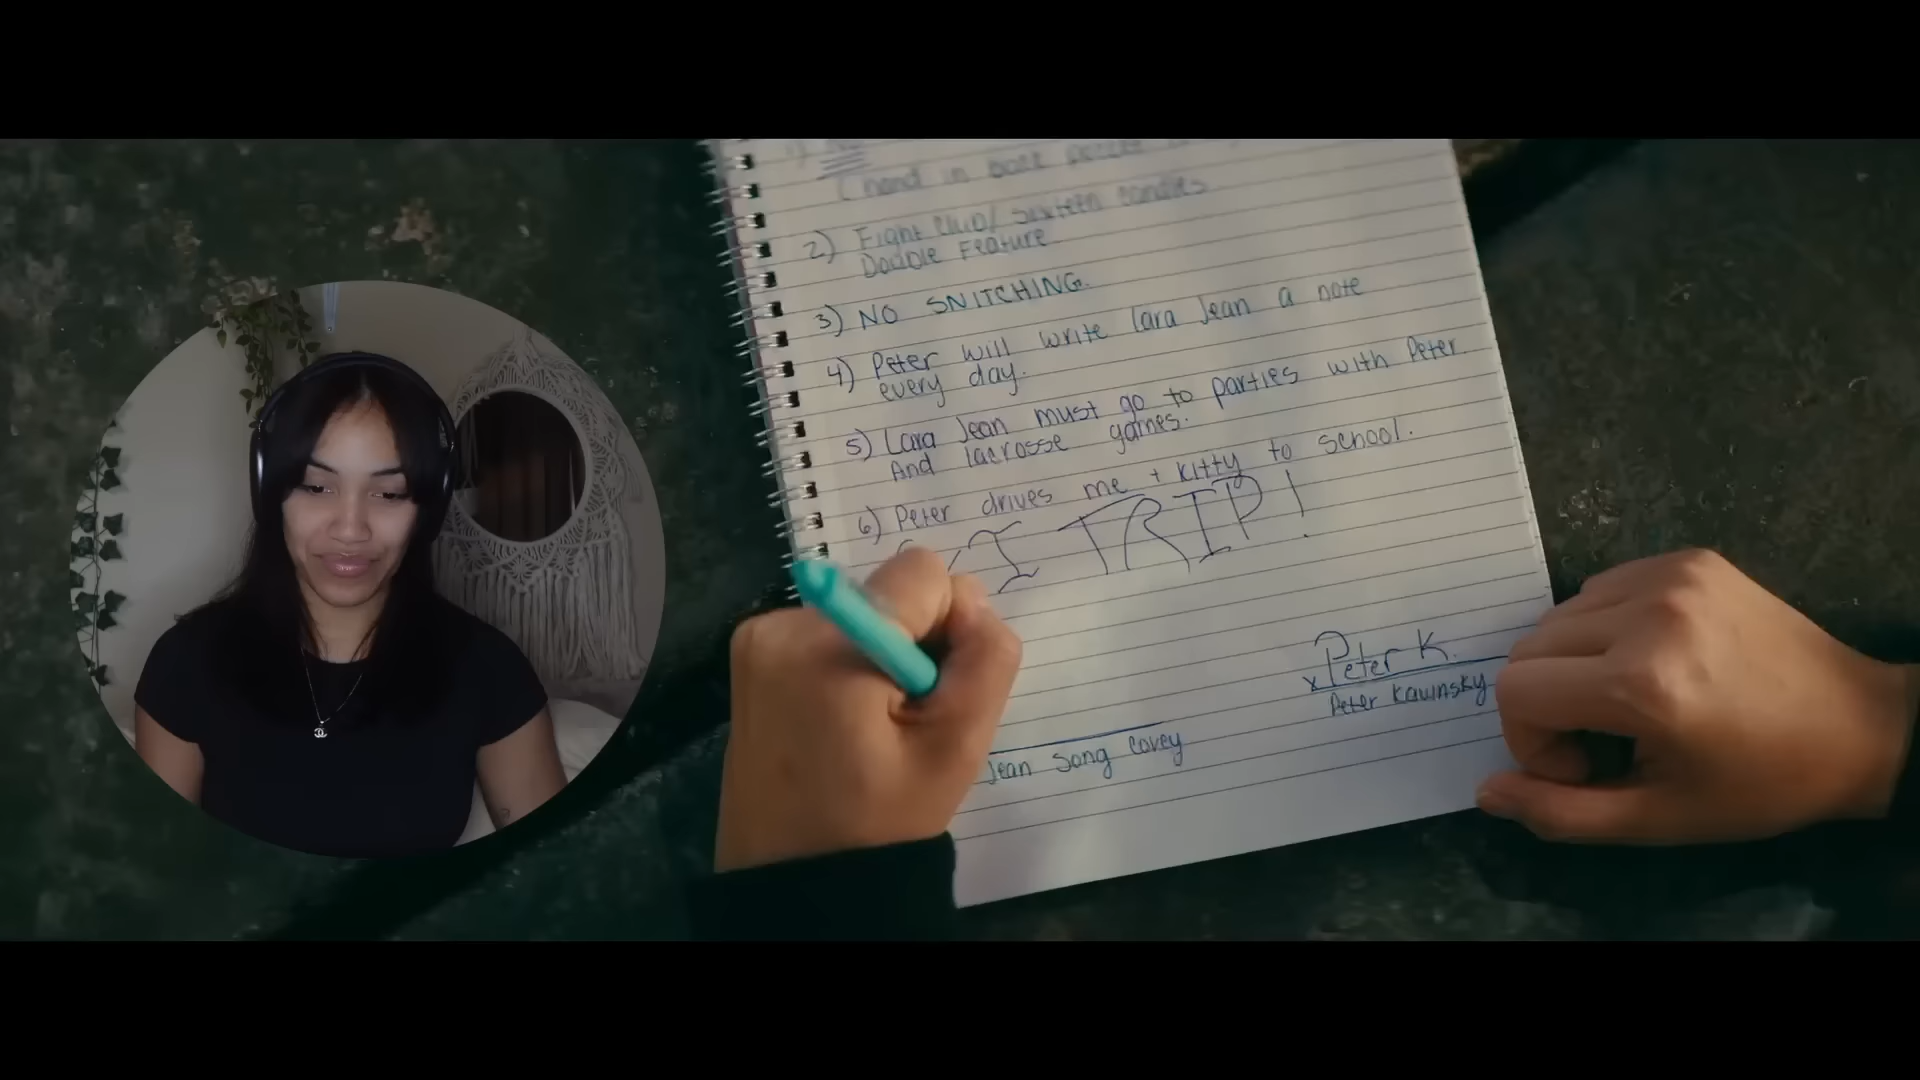 (hand in back pocket
2) Fight Club/ Sixteen Candles
Double Feature
3) NO SNITCHING.
4) Peter will write Lara Jean a note
every day.
5) Lara Jean must go to parties with Peter.
And lacrosse games.
6) Peter drives me + Kitty to school.
I TRIP!
x Peter K.
Peter Kavinsky
Jean Song Covey